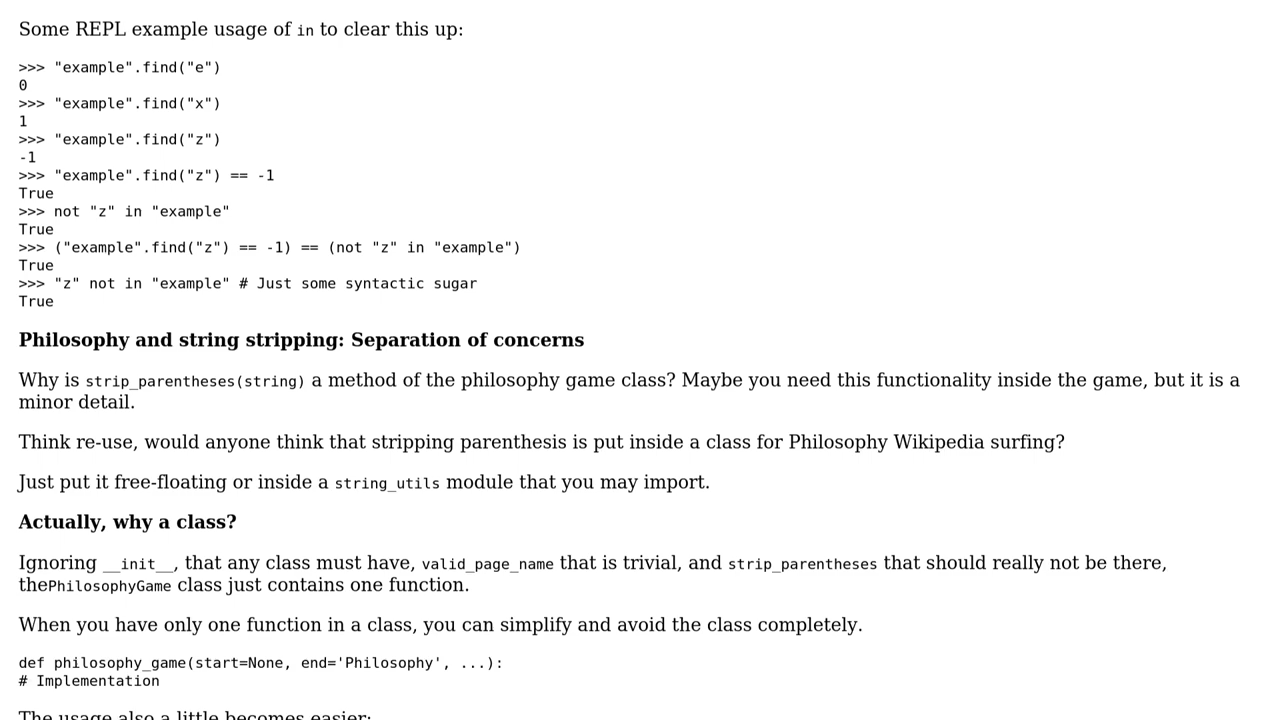 Some REPL example usage of in to clear this up:
>>> "example".find("e")
0
>>> "example".find("x")
1
>>> "example".find("z")
-1
>>> "example".find("z") == -1
True
>>> not "z" in "example"
True
>>> ("example".find("z") == -1) == (not "z" in "example")
True
>>> "z" not in "example" # Just some syntactic sugar
True
Philosophy and string stripping: Separation of concerns
Why is strip_parentheses(string) a method of the philosophy game class? Maybe you need this functionality inside the game, but it is a
minor detail.
Think re-use, would anyone think that stripping parenthesis is put inside a class for Philosophy Wikipedia surfing?
Just put it free-floating or inside a string_utils module that you may import.
Actually, why a class?
Ignoring __init__, that any class must have, valid_page_name that is trivial, and strip_parentheses that should really not be there,
thePhilosophyGame class just contains one function.
When you have only one function in a class, you can simplify and avoid the class completely.
def philosophy_game(start=None, end='Philosophy', ...):
# Implementation
The usage also a little becomes easier: